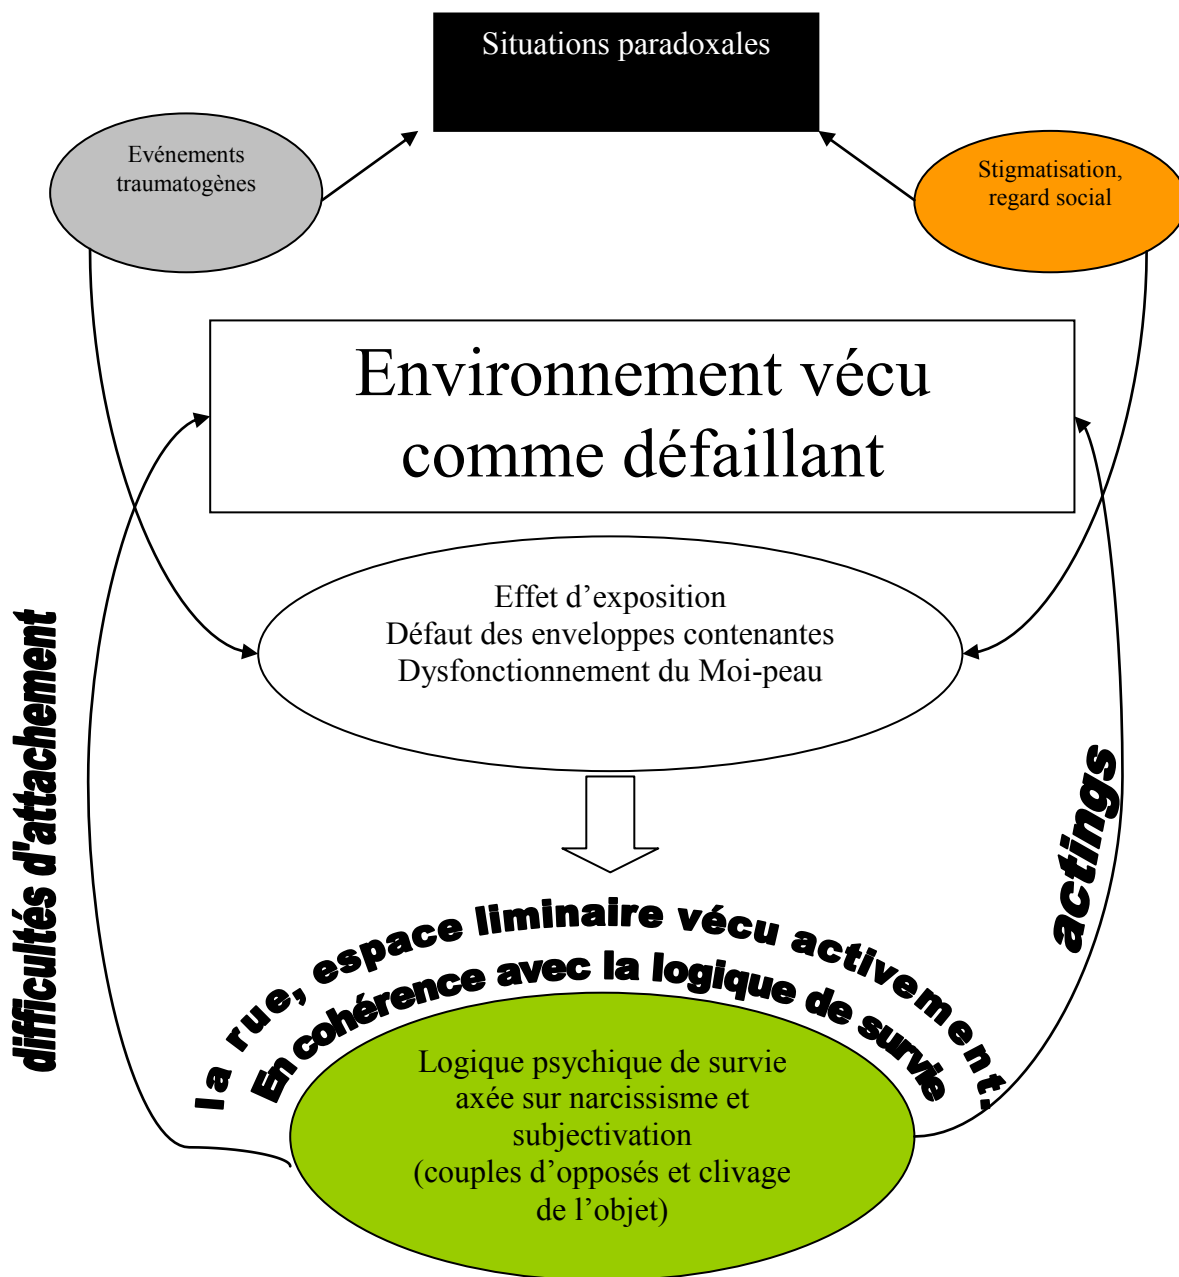 Situations paradoxales
Evénements
traumatogènes
Stigmatisation,
regard social
Environnement vécu
comme défaillant
Effet d’exposition
Défaut des enveloppes contenantes
Dysfonctionnement du Moi-peau
difficultés d'attachement
actings
la rue, espace liminaire vécu activement.
En cohérence avec la logique de survie
Logique psychique de survie
axée sur narcissisme et
subjectivation
(couples d’opposés et clivage
de l’objet)